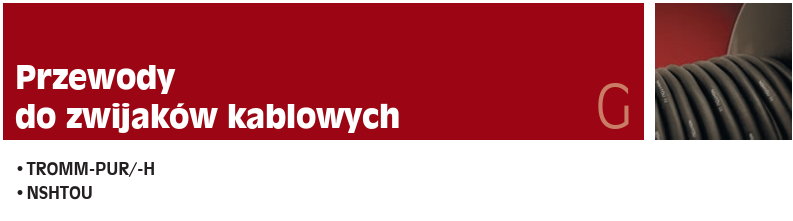 Przewody
do zwijaków kablowych
G
• TROMM-PUR/-H
• NSHTOU